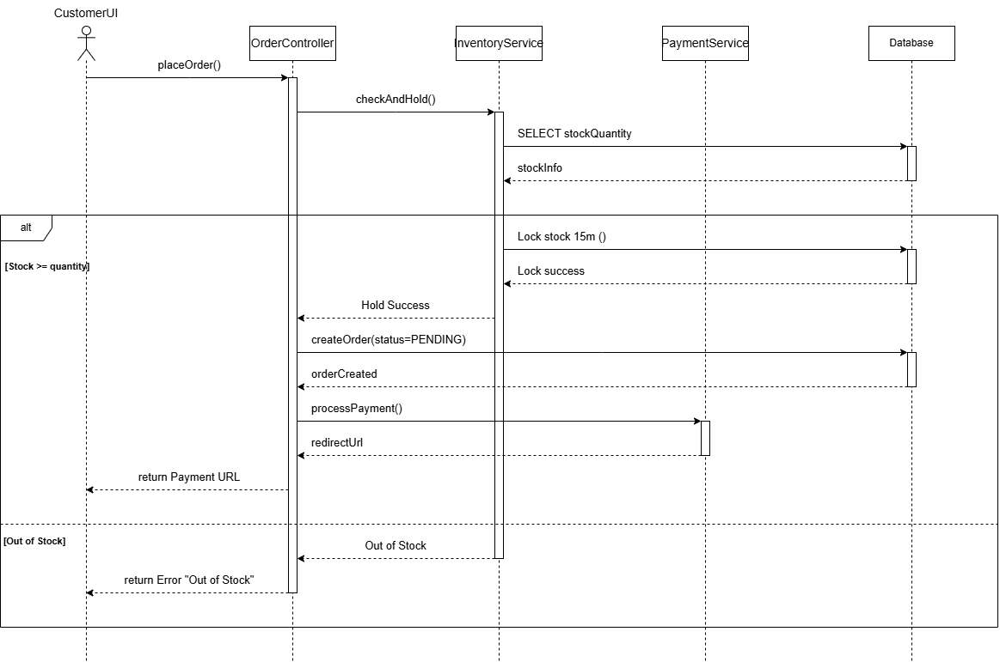 CustomerUI
OrderController
InventoryService
PaymentService
Database
placeOrder()
checkAndHold()
SELECT stockQuantity
stockInfo
alt
[Stock >= quantity]
Lock stock 15m ()
Lock success
Hold Success
createOrder(status=PENDING)
orderCreated
processPayment()
redirectUrl
return Payment URL
[Out of Stock]
Out of Stock
return Error "Out of Stock"